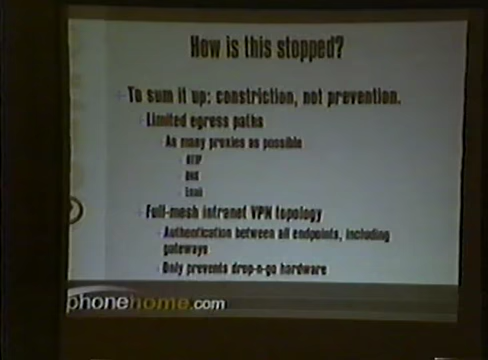 How is this stopped?
To sum it up: constriction, not prevention.
Limited egress paths
As many proxies as possible
HTTP
DNS
Email
Full-mesh intranet VPN topology
Authentication between all endpoints, including
gateways
Only prevents drop-n-go hardware
phonehome.com